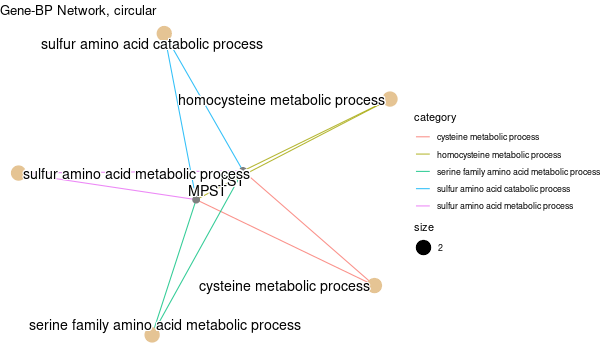 Gene-BP Network, circular
sulfur amino acid catabolic process
homocysteine metabolic process
sulfur amino acid metabolic process
MPST
cysteine metabolic process
serine family amino acid metabolic process
category
cysteine metabolic process
homocysteine metabolic process
serine family amino acid metabolic process
sulfur amino acid catabolic process
sulfur amino acid metabolic process
size
2